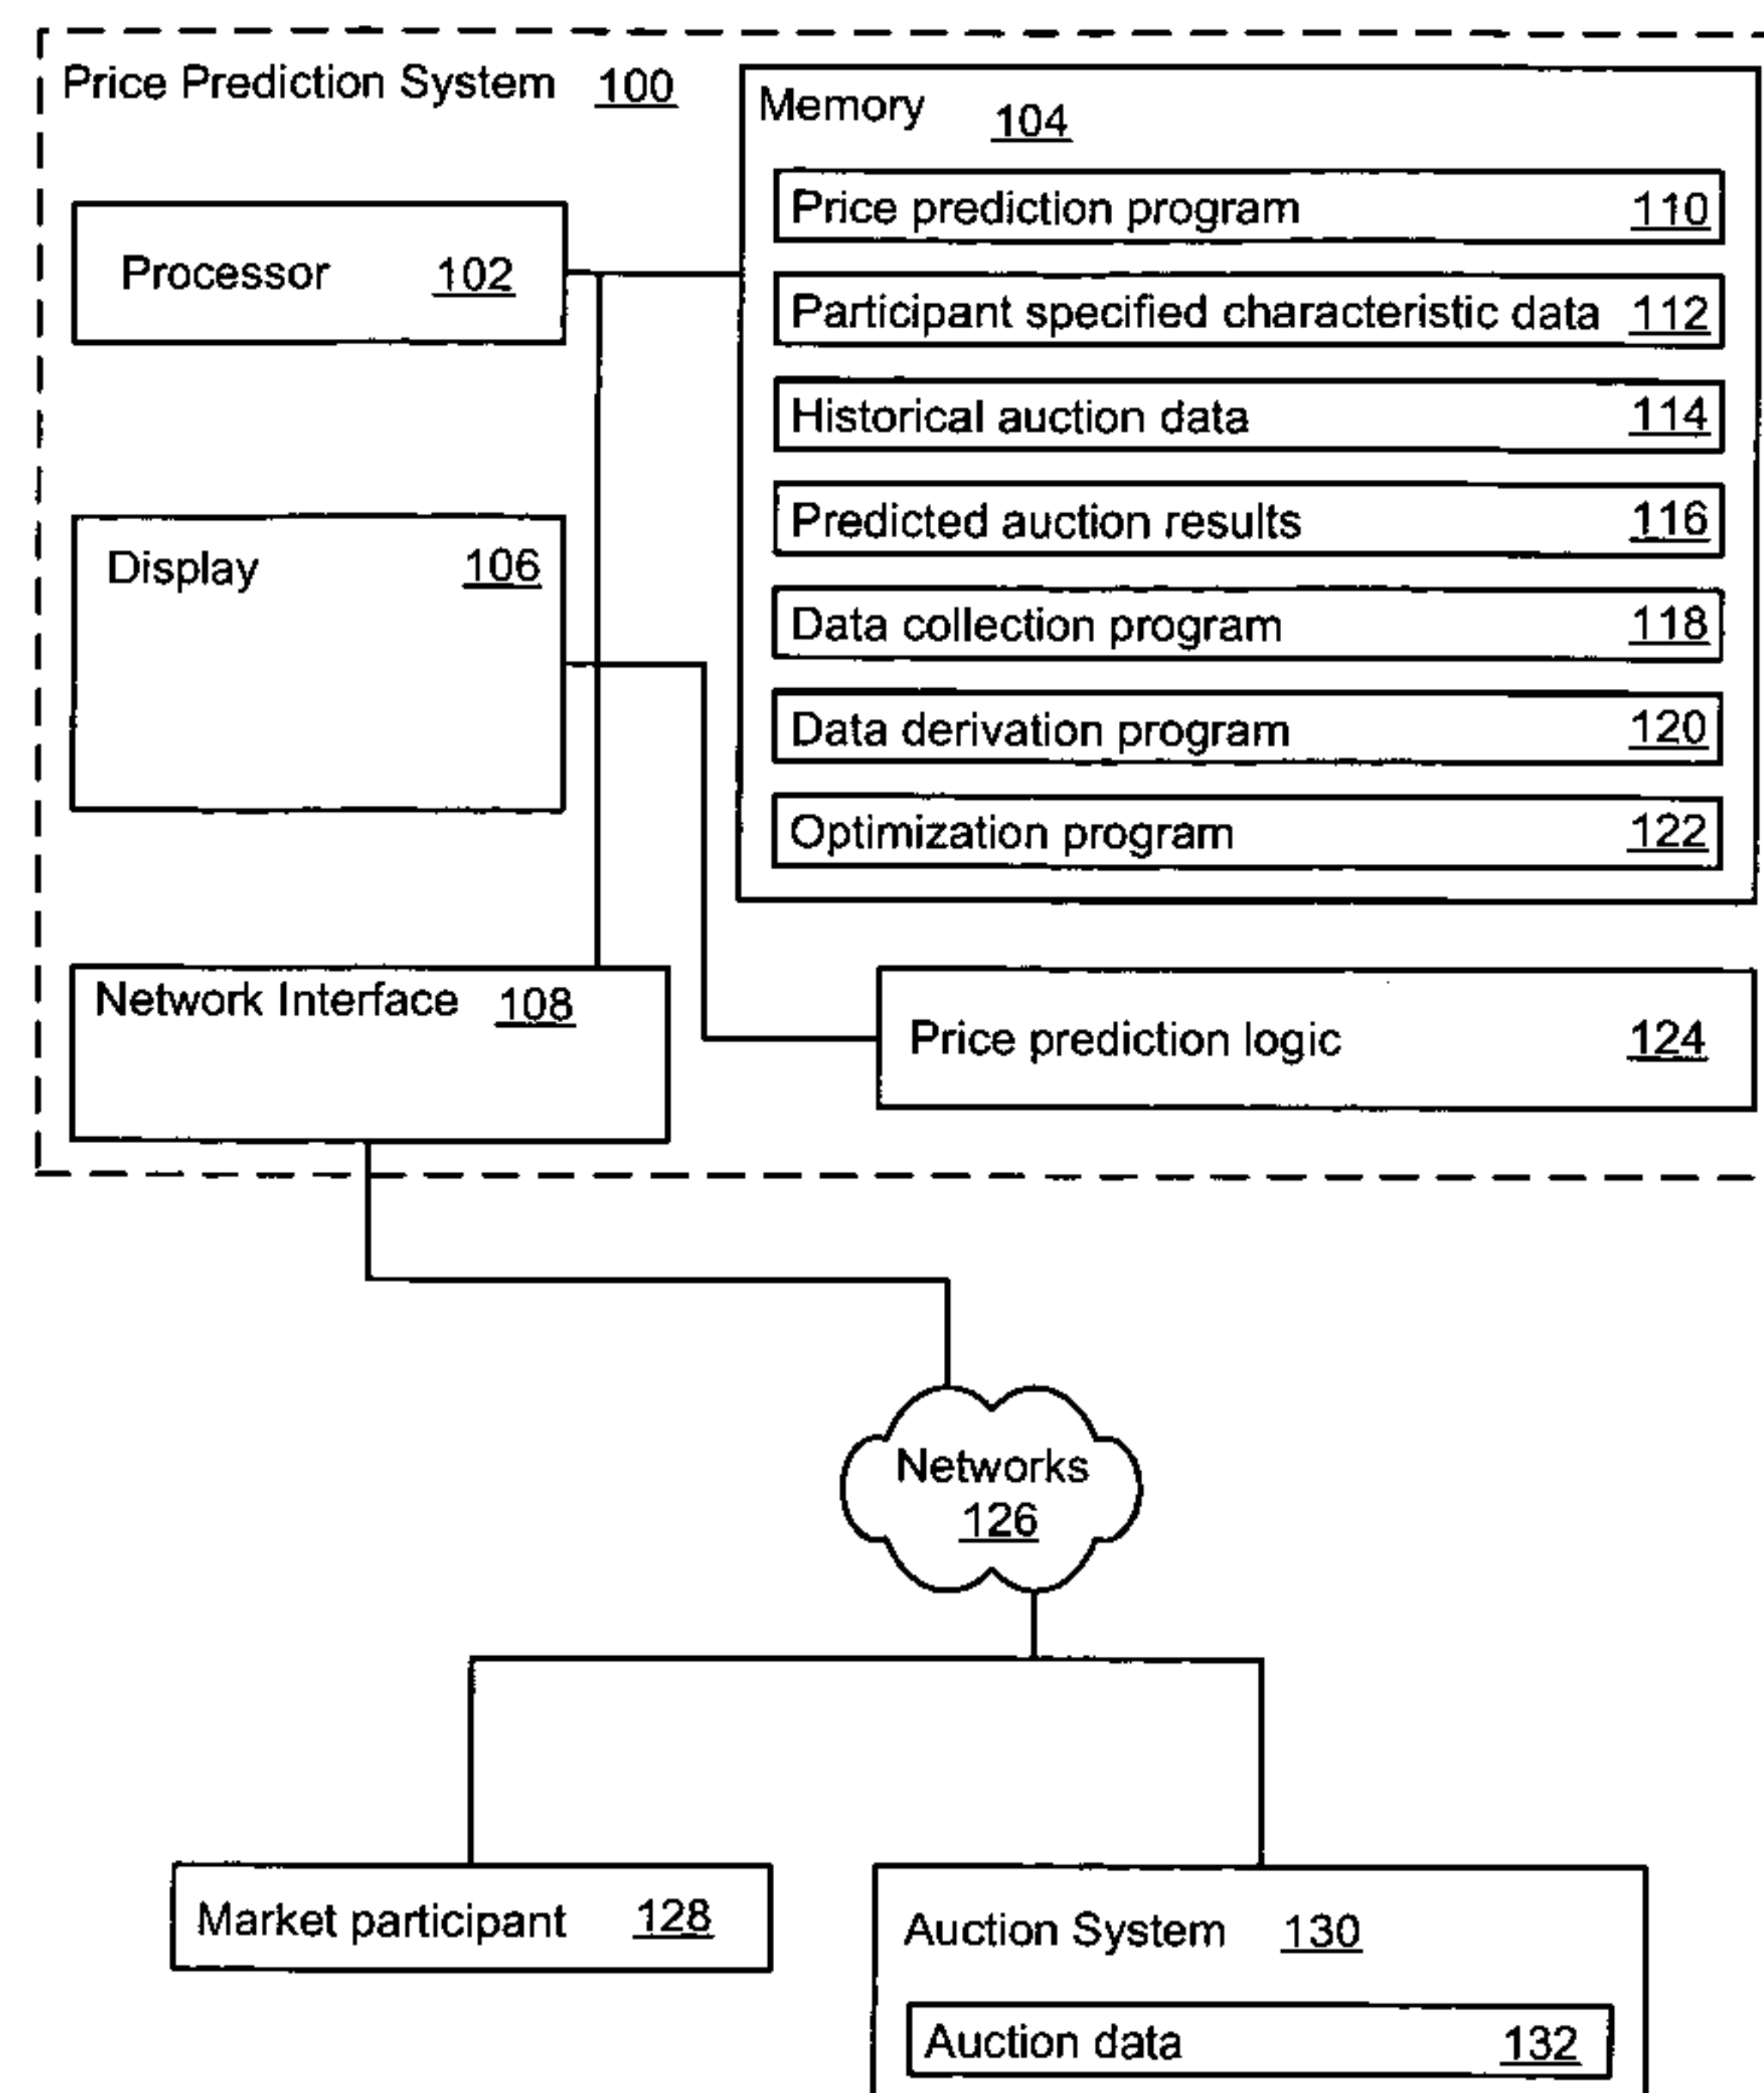 Price Prediction System 100
Memory 104
Price prediction program 110
Processor 102
Participant specified characteristic data 112
Historical auction data 114
Predicted auction results 116
Display 106
Data collection program 118
Data derivation program 120
Optimization program 122
Network Interface 108
Price prediction logic 124
Networks
126
Market participant 128
Auction System 130
Auction data 132